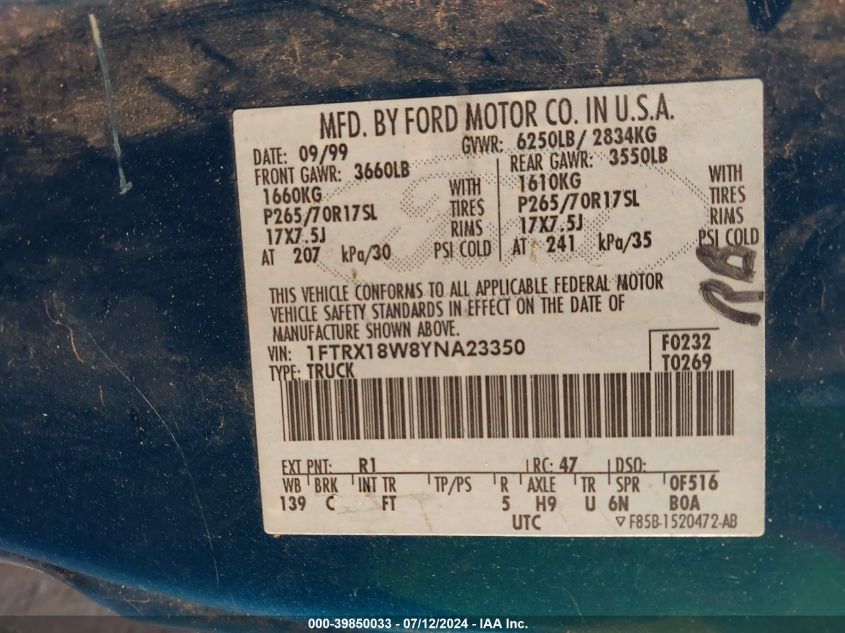 MFD. BY FORD MOTOR CO. IN U.S.A.
DATE: 09/99 GVWR: 6250LB/ 2834KG
FRONT GAWR: 3660LB REAR GAWR: 3550LB
1660KG WITH 1610KG WITH
P265/70R17SL TIRES P265/70R17SL TIRES
17X7.5J RIMS 17X7.5J RIMS
AT 207 kPa/30 PSI COLD AT 241 kPa/35 PSI COLD
RB
THIS VEHICLE CONFORMS TO ALL APPLICABLE FEDERAL MOTOR
VEHICLE SAFETY STANDARDS IN EFFECT ON THE DATE OF
MANUFACTURE SHOWN ABOVE.
VIN: 1FTRX18W8YNA23350 F0232
TYPE: TRUCK T0269
EXT PNT: R1 RC: 47 DSO:
WB BRK INT TR TP/PS R AXLE TR SPR 0F516
139 C FT 5 H9 U 6N B0A
UTC ▽ F85B-1520472-AB
000-39850033 - 07/12/2024 - IAAI Inc.